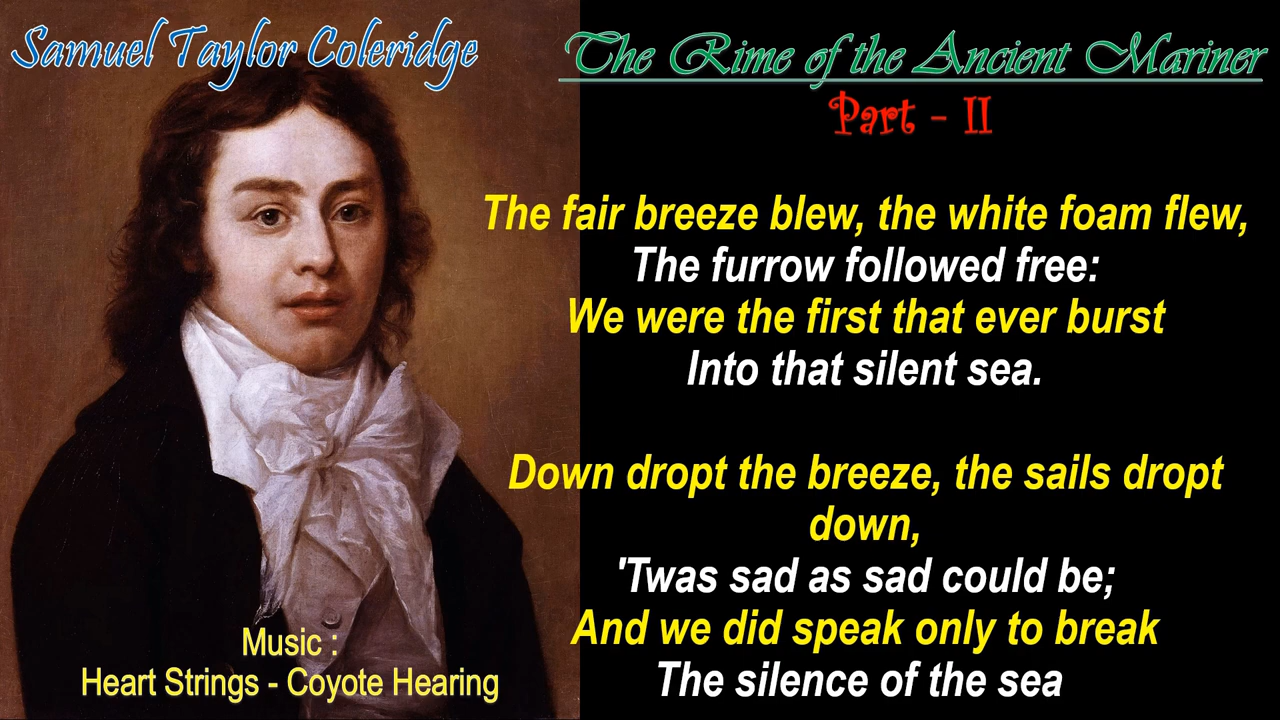 Samuel Taylor Coleridge
The Rime of the Ancient Mariner
Part - II
The fair breeze blew, the white foam flew,
The furrow followed free:
We were the first that ever burst
Into that silent sea.
Down dropt the breeze, the sails dropt
down,
'Twas sad as sad could be;
And we did speak only to break
The silence of the sea
Music :
Heart Strings - Coyote Hearing